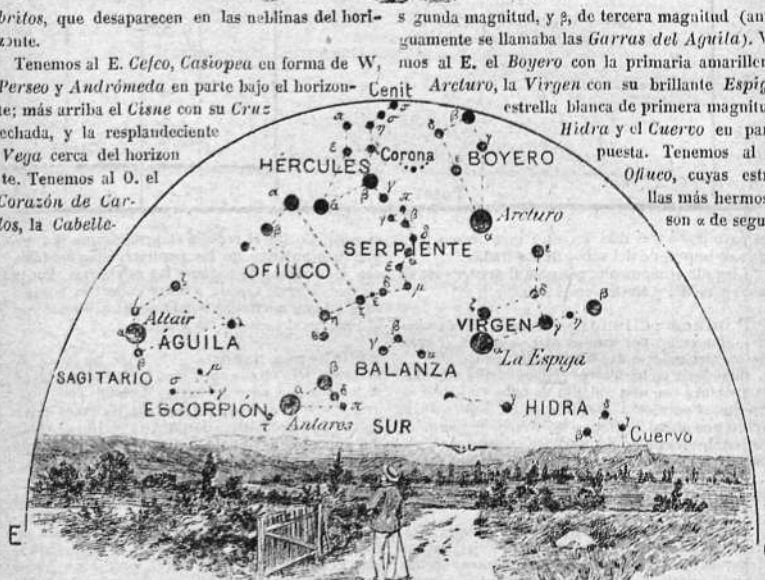 britos, que desaparecen en las neblinas del hori-
zonte.
Tenemos al E. Cefeo, Casiopea en forma de W,
Perseo y Andrómeda en parte bajo el horizon-
te; más arriba el Cisne con su Cruz
echada, y la resplandeciente
Vega cerca del horizon
te. Tenemos al O. el
Corazón de Car-
los, la Cabelle-
s gunda magnitud, y β, de tercera magnitud (an
guamente se llamaba las Garras del Aguila). V
mos al E. el Boyero con la primaria amarillen
Arcturo, la Virgen con su brillante Espig
estrella blanca de primera magnitu
Hidra y el Cuervo en par
puesta. Tenemos al
Ofiuco, cuyas estr
llas más hermos
son α de segu
Cenit
HÉRCULES
Corona
BOYERO
Arcturo
SERPIENTE
OFIUCO
Altair
ÁGUILA
VIRGEN
La Espiga
BALANZA
SAGITARIO
ESCORPIÓN
Antares
SUR
HIDRA
Cuervo
E